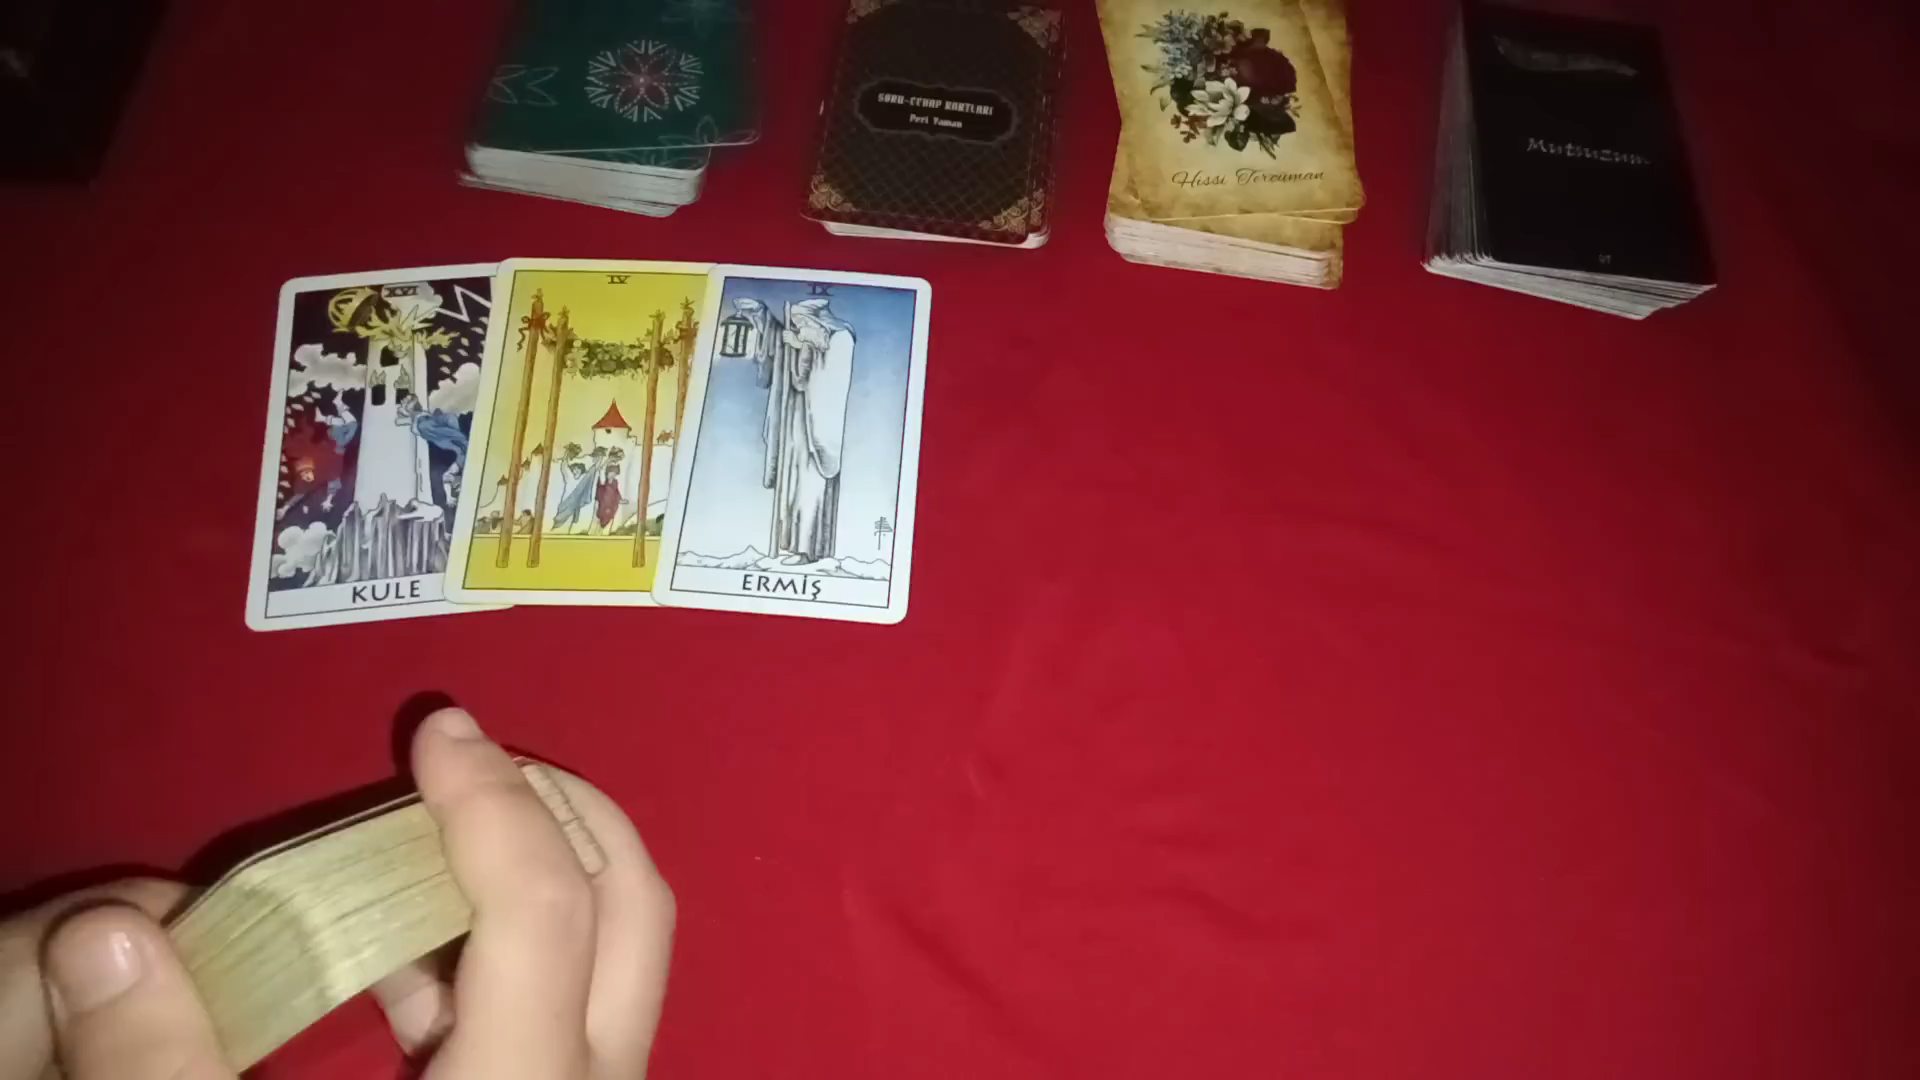 SORU-CEVAP KARTLARI
Peri Yaman
Hissi Tercüman
Mutsuzum
XVI
IV
IX
KULE
ERMİŞ